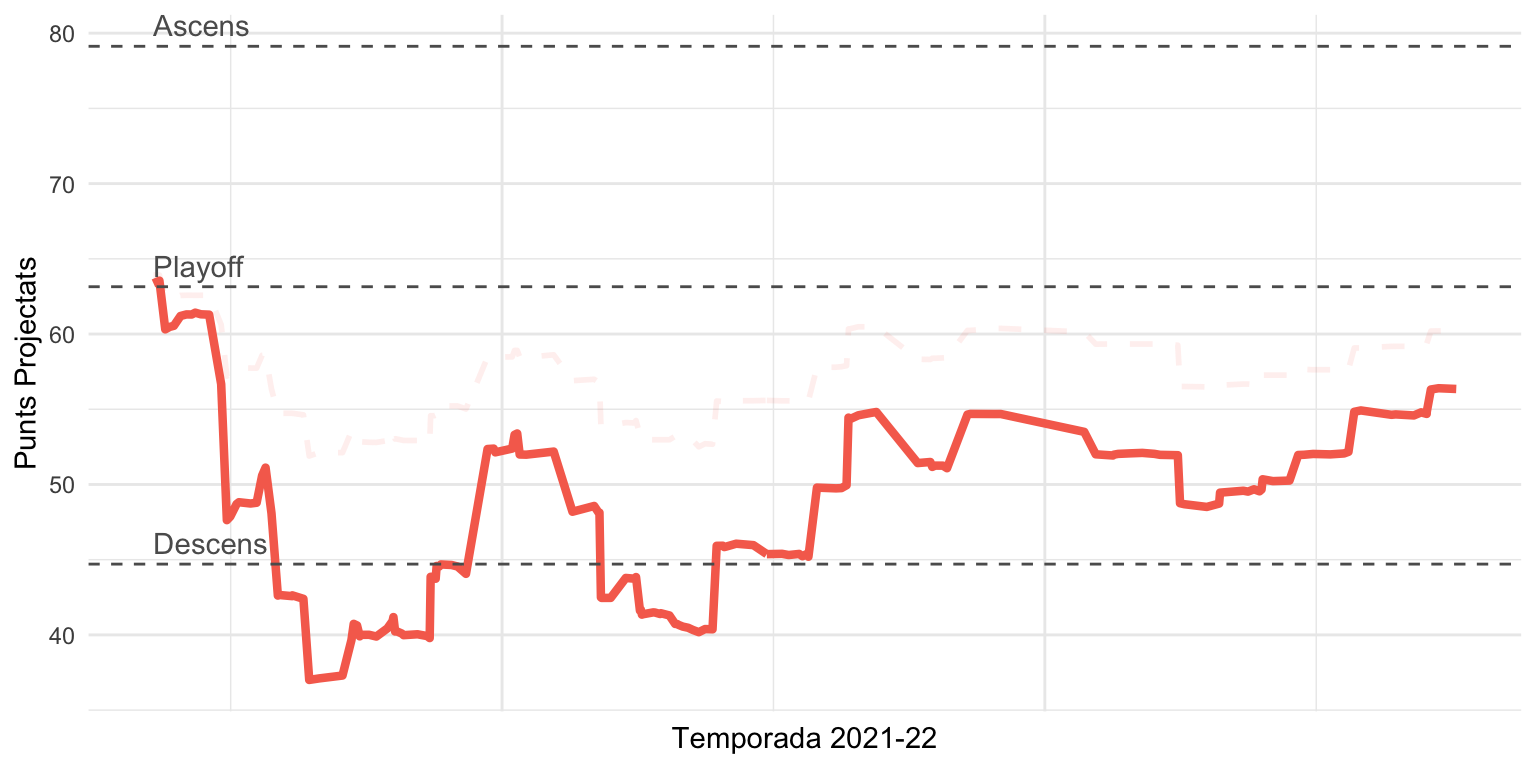 Ascens
80
70
Playoff
60
Punts Projectats
50
Descens
40
Temporada 2021-22